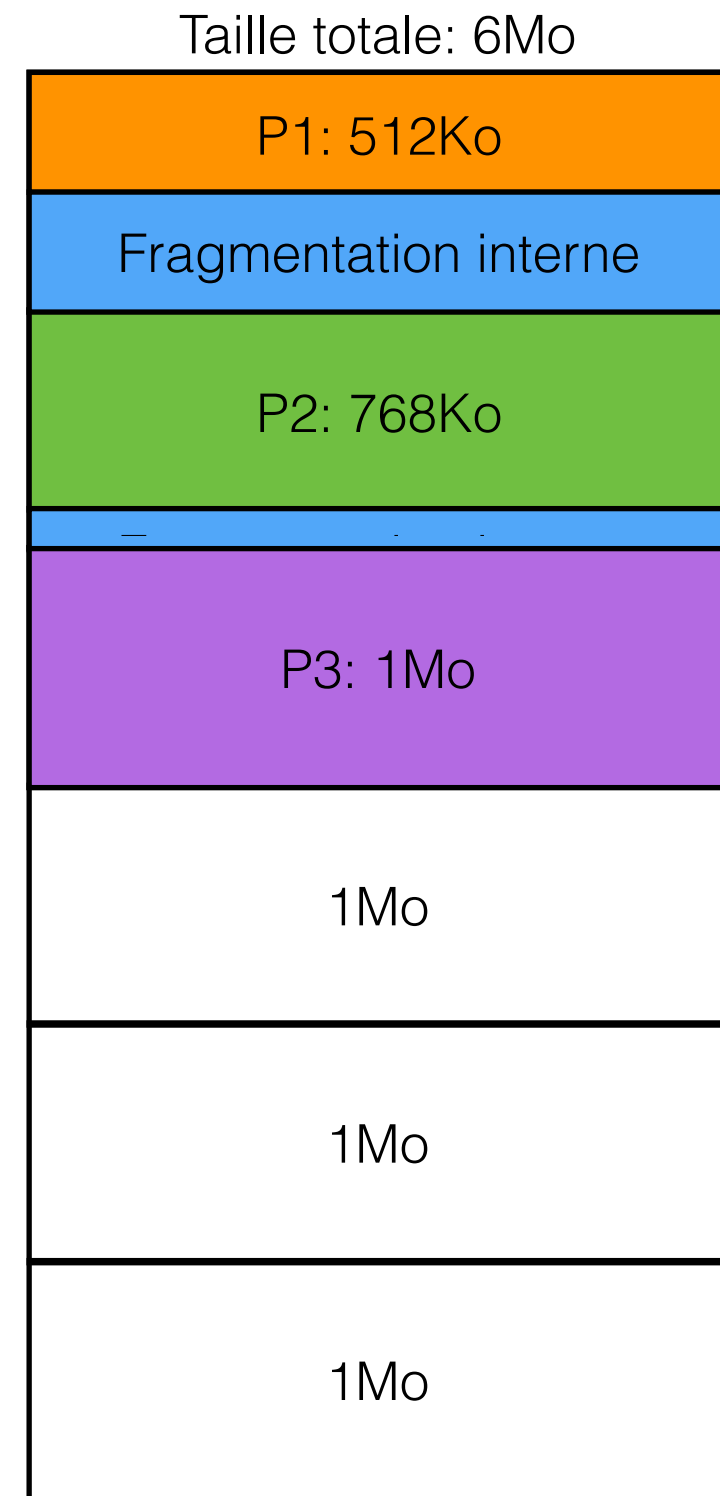 Taille totale: 6Mo
P1: 512Ko
Fragmentation interne
P2: 768Ko
P3: 1Mo
1Mo
1Mo
1Mo